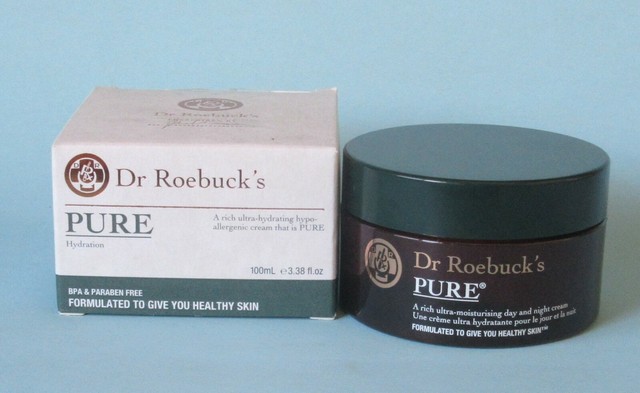 Dr Roebuck's
Dr Roebuck's
PURE
Hydration
A rich ultra-hydrating hypo-
allergenic cream that is PURE
100mL ℮3.38 fl.oz
BPA & PARABEN FREE
FORMULATED TO GIVE YOU HEALTHY SKIN
Dr Roebuck's
PURE®
A rich ultra-moisturising day and night cream
Une crème ultra hydratante pour le jour et la nuit
FORMULATED TO GIVE YOU HEALTHY SKIN™